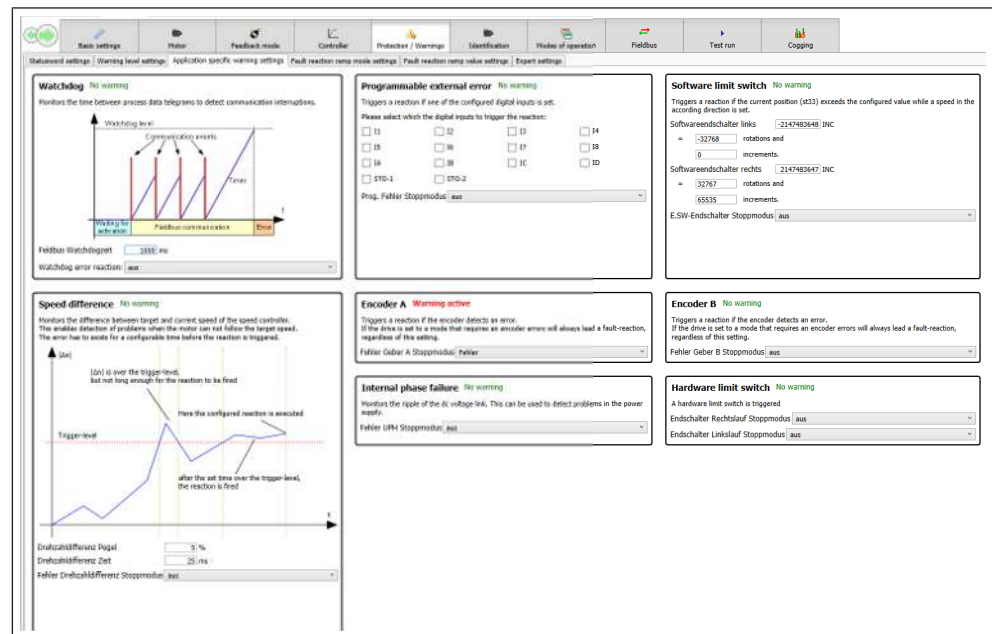 Basic settings
Motor
Feedback mode
Controller
Protection / Warnings
Identification
Modes of operation
Fieldbus
Test run
Cogging
Statusword settings
Warning level settings
Application specific warning settings
Fault reaction ramp mode settings
Fault reaction ramp value settings
Expert settings
Watchdog No warning
Monitors the time between process data telegrams to detect communication interruptions.
Watchdog level
Communication events
Timer
t
Waiting for
activation
Fieldbus communication
Error
Feldbus Watchdogzeit 1000 ms
Watchdog error reaction: aus
Programmable external error No warning
Triggers a reaction if one of the configured digital inputs is set.
Please select which the digital inputs to trigger the reaction:
I1 I2 I3 I4
I5 I6 I7 I8
IA IB IC ID
STO-1 STO-2
Prog. Fehler Stoppmodus aus
Software limit switch No warning
Triggers a reaction if the current position (st33) exceeds the configured value while a speed in the
according direction is set.
Softwareendschalter links -2147483648 INC
= -32768 rotations and
0 increments.
Softwareendschalter rechts 2147483647 INC
= 32767 rotations and
65535 increments.
E.SW-Endschalter Stoppmodus aus
Speed difference No warning
Monitors the difference between target and current speed of the speed controller.
This enables detection of problems when the motor can not follow the target speed.
The error has to exists for a configurable time before the reaction is triggered.
|Δn|
|Δn| is over the trigger-level,
but not long enough for the reaction to be fired
Here the configured reaction is executed
Trigger-level
after the set time over the trigger-level,
the reaction is fired
t
Drehzahldifferenz Pegel 5 %
Drehzahldifferenz Zeit 25 ms
Fehler Drehzahldifferenz Stoppmodus aus
Encoder A Warning active
Triggers a reaction if the encoder detects an error.
If the drive is set to a mode that requires an encoder errors will always lead a fault-reaction,
regardless of this setting.
Fehler Geber A Stoppmodus Fehler
Encoder B No warning
Triggers a reaction if the encoder detects an error.
If the drive is set to a mode that requires an encoder errors will always lead a fault-reaction,
regardless of this setting.
Fehler Geber B Stoppmodus aus
Internal phase failure No warning
Monitors the ripple of the dc voltage link. This can be used to detect problems in the power
supply.
Fehler UPH Stoppmodus aus
Hardware limit switch No warning
A hardware limit switch is triggered
Endschalter Rechtslauf Stoppmodus aus
Endschalter Linkslauf Stoppmodus aus